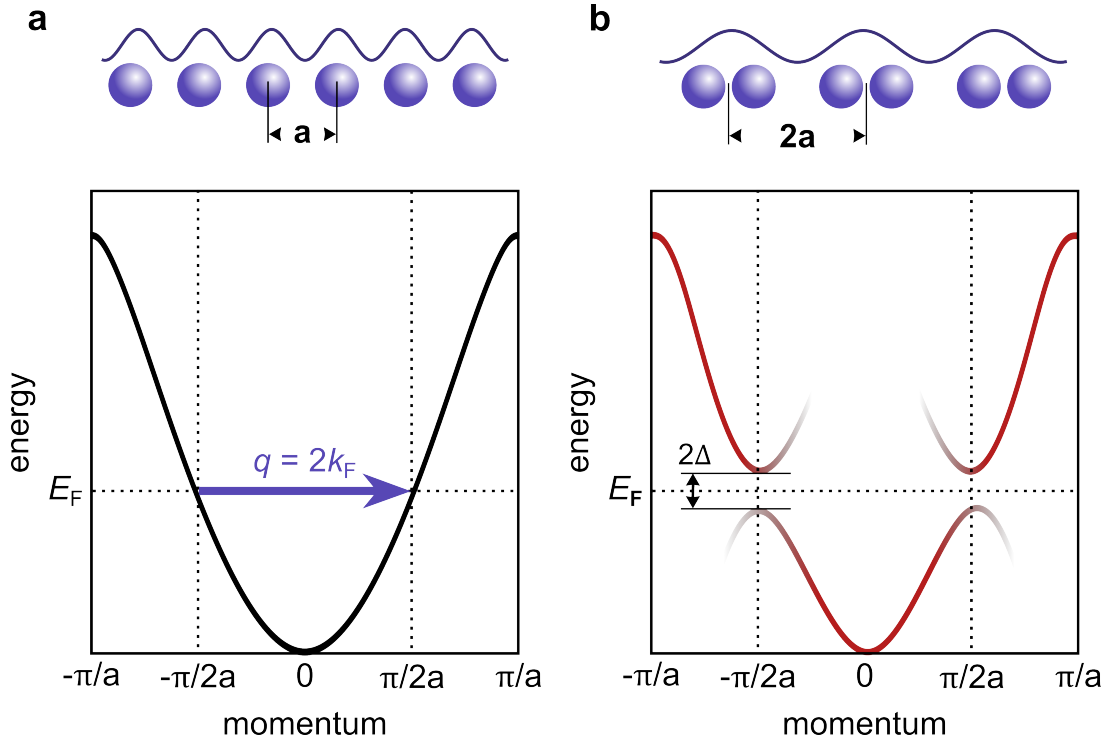 a
a
energy
q = 2kF
EF
-π/a
-π/2a
0
π/2a
π/a
momentum
b
2a
energy
2Δ
EF
-π/a
-π/2a
0
π/2a
π/a
momentum